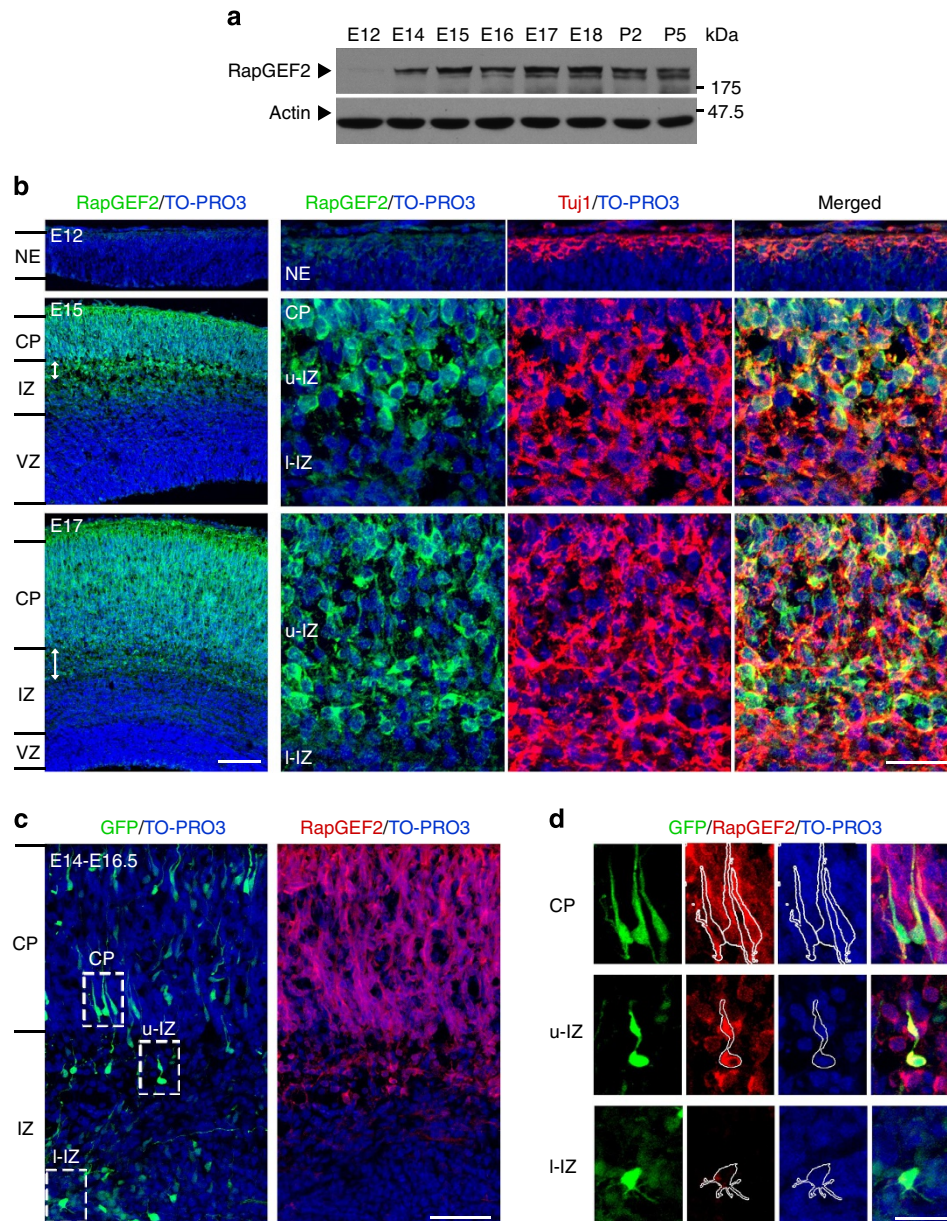 a
E12 E14 E15 E16 E17 E18 P2 P5 kDa
RapGEF2
175
Actin
47.5
b
RapGEF2/TO-PRO3 RapGEF2/TO-PRO3 Tuj1/TO-PRO3 Merged
E12
NE
NE
E15
CP
IZ
VZ
CP
u-IZ
l-IZ
E17
CP
IZ
VZ
u-IZ
l-IZ
c
GFP/TO-PRO3 RapGEF2/TO-PRO3
E14-E16.5
CP
CP
u-IZ
IZ
l-IZ
d
GFP/RapGEF2/TO-PRO3
CP
u-IZ
l-IZ